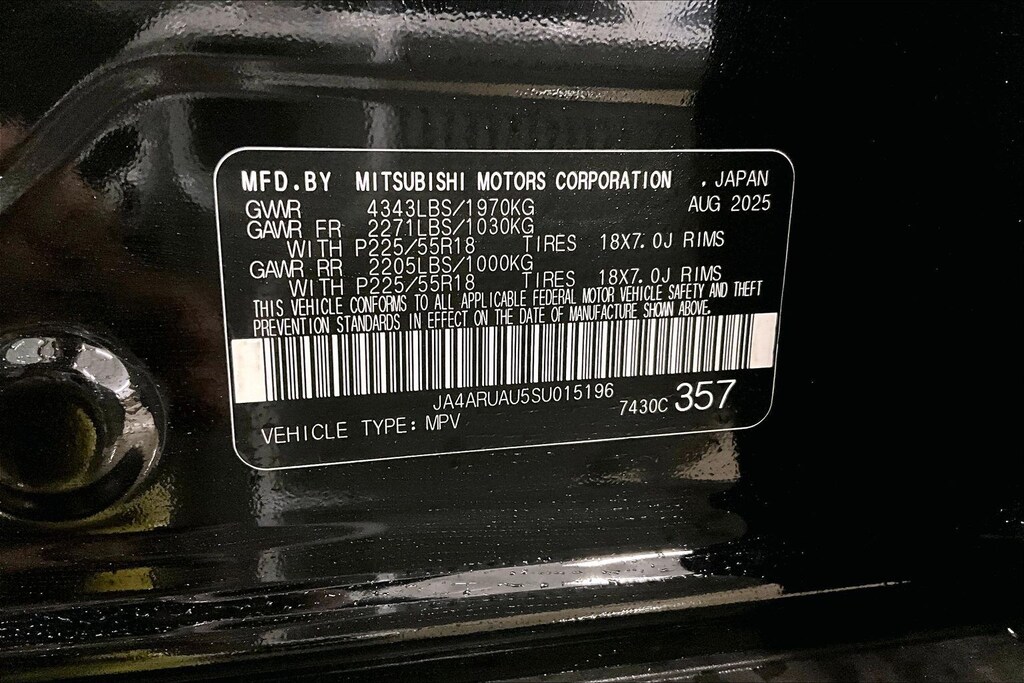 MFD.BY MITSUBISHI MOTORS CORPORATION , JAPAN
AUG 2025
GVWR 4343LBS/1970KG
GAWR FR 2271LBS/1030KG
WITH P225/55R18 TIRES 18X7.0J RIMS
GAWR RR 2205LBS/1000KG
WITH P225/55R18 TIRES 18X7.0J RIMS
THIS VEHICLE CONFORMS TO ALL APPLICABLE FEDERAL MOTOR VEHICLE SAFETY AND THEFT
PREVENTION STANDARDS IN EFFECT ON THE DATE OF MANUFACTURE SHOWN ABOVE.
JA4ARUAU5SU015196
7430C 357
VEHICLE TYPE: MPV